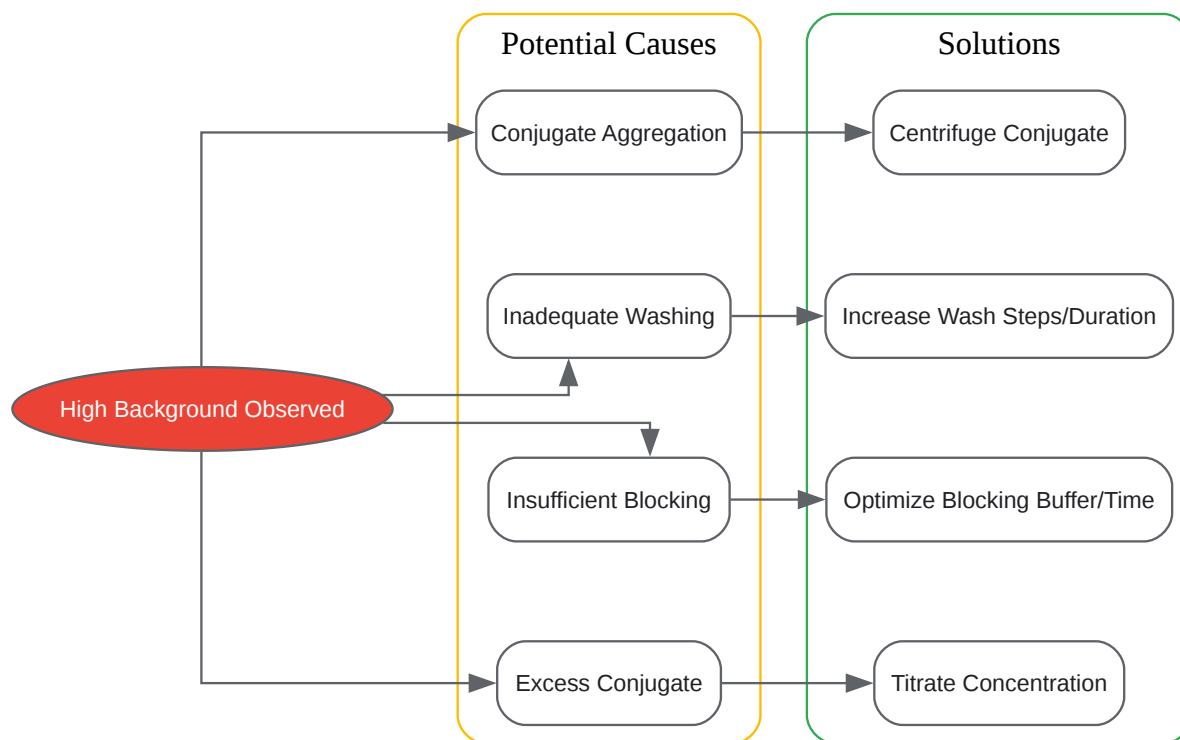 Potential Causes
Solutions
Conjugate Aggregation
Centrifuge Conjugate
Inadequate Washing
Increase Wash Steps/Duration
High Background Observed
Insufficient Blocking
Optimize Blocking Buffer/Time
Excess Conjugate
Titrate Concentration